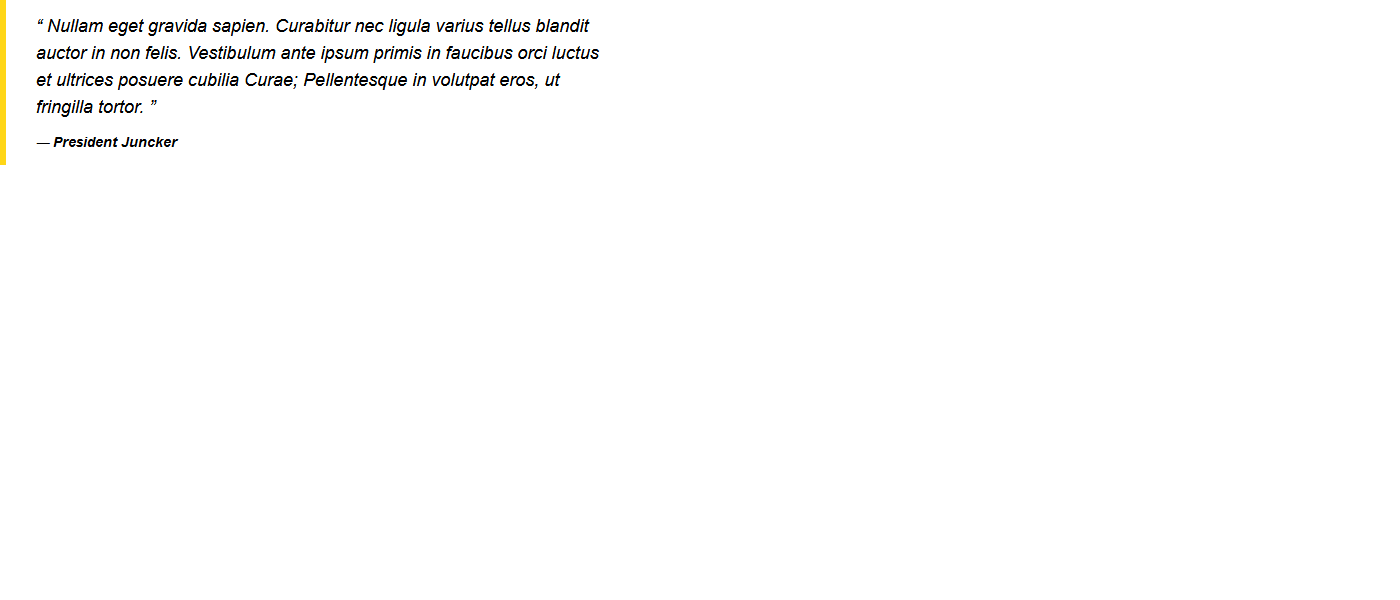 “ Nullam eget gravida sapien. Curabitur nec ligula varius tellus blandit
auctor in non felis. Vestibulum ante ipsum primis in faucibus orci luctus
et ultrices posuere cubilia Curae; Pellentesque in volutpat eros, ut
fringilla tortor. ”
— President Juncker